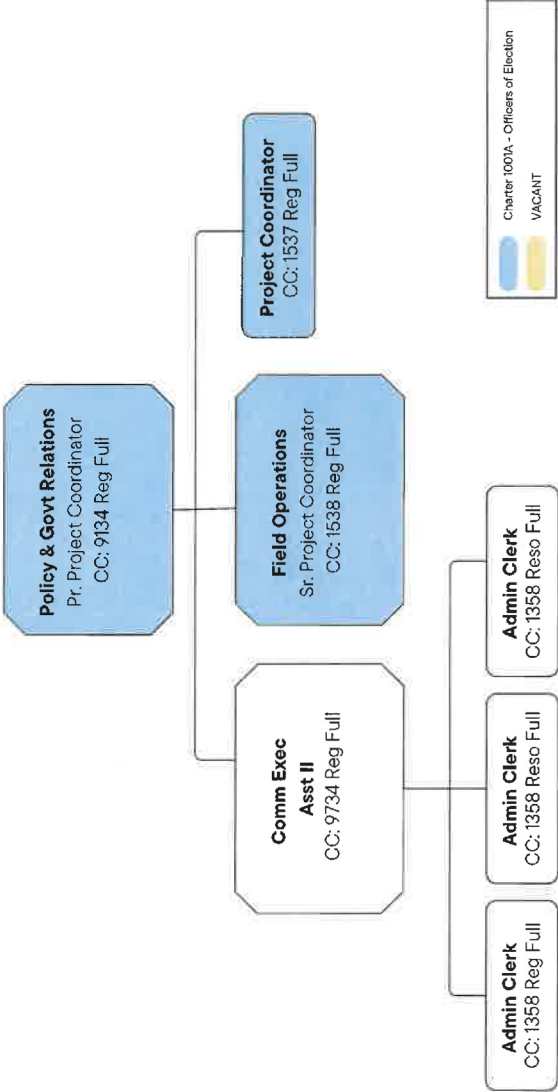 Policy & Govt Relations
Pr. Project Coordinator
CC: 9134 Reg Full
Comm Exec
Asst II
CC: 9734 Reg Full
Field Operations
Sr. Project Coordinator
CC: 1538 Reg Full
Project Coordinator
CC: 1537 Reg Full
Admin Clerk
CC: 1358 Reg Full
Admin Clerk
CC: 1358 Reso Full
Admin Clerk
CC: 1358 Reso Full
Charter 1001A - Officers of Election
VACANT